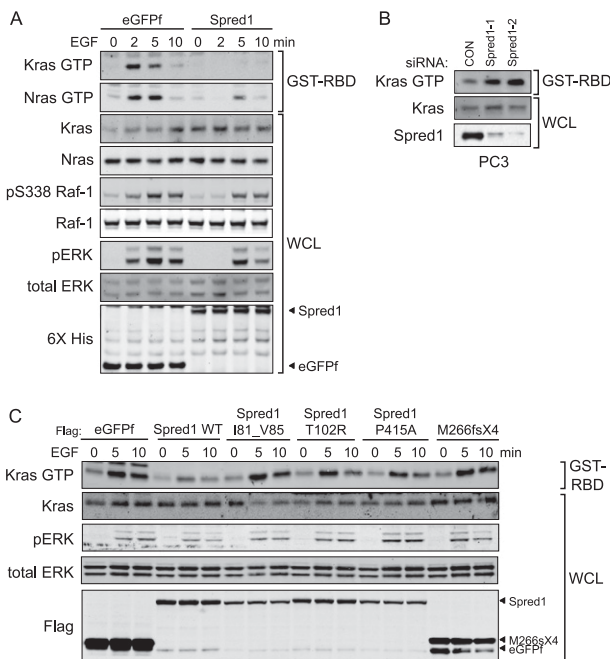 A
eGFPf Spred1
EGF 0 2 5 10 0 2 5 10 min
Kras GTP
Nras GTP
GST-RBD
Kras
Nras
pS338 Raf-1
Raf-1
pERK
total ERK
WCL
6X His
Spred1
eGFPf
B
siRNA: CON Spred1-1 Spred1-2
Kras GTP GST-RBD
Kras
Spred1
WCL
PC3
C
Flag: eGFPf Spred1 WT Spred1 I81_V85 Spred1 T102R Spred1 P415A M266fsX4
EGF 0 5 10 0 5 10 0 5 10 0 5 10 0 5 10 0 5 10 min
Kras GTP GST-RBD
Kras
pERK
total ERK
WCL
Flag
Spred1
M266sX4
eGFPf